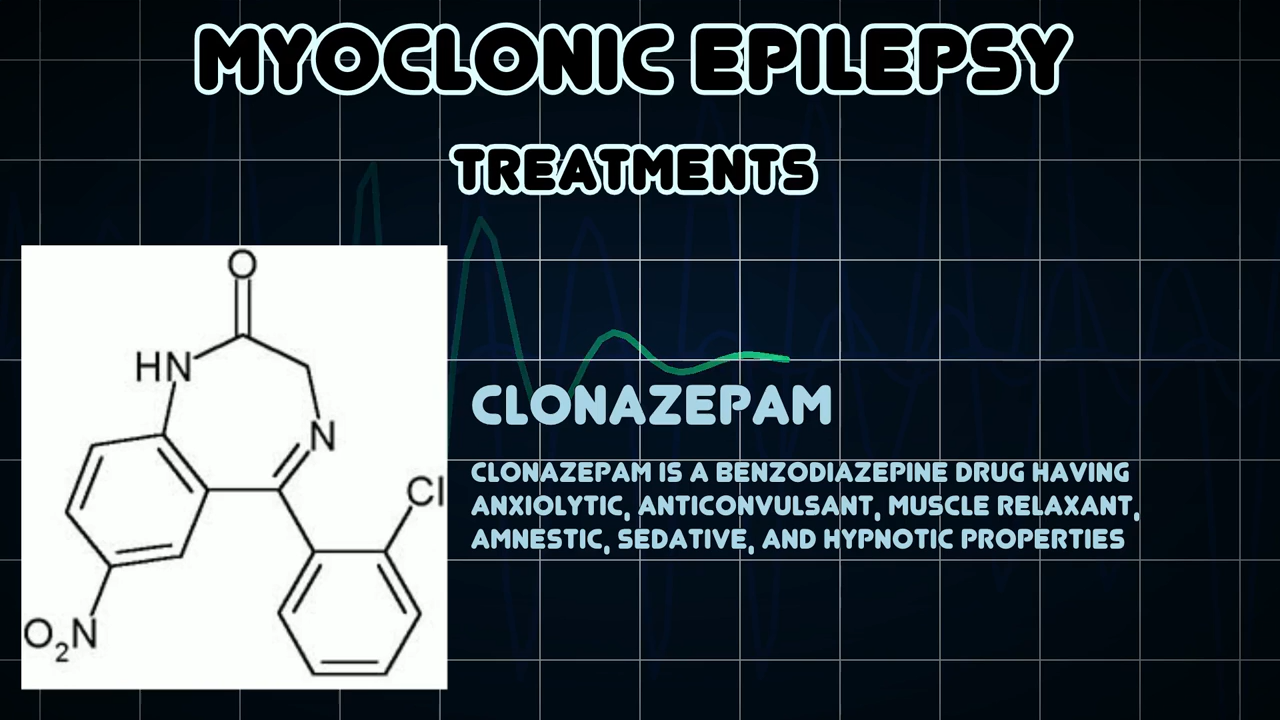 MYOCLONIC EPILEPSY
TREATMENTS
O
HN
N
Cl
O2N
CLONAZEPAM
CLONAZEPAM IS A BENZODIAZEPINE DRUG HAVING
ANXIOLYTIC, ANTICONVULSANT, MUSCLE RELAXANT,
AMNESTIC, SEDATIVE, AND HYPNOTIC PROPERTIES